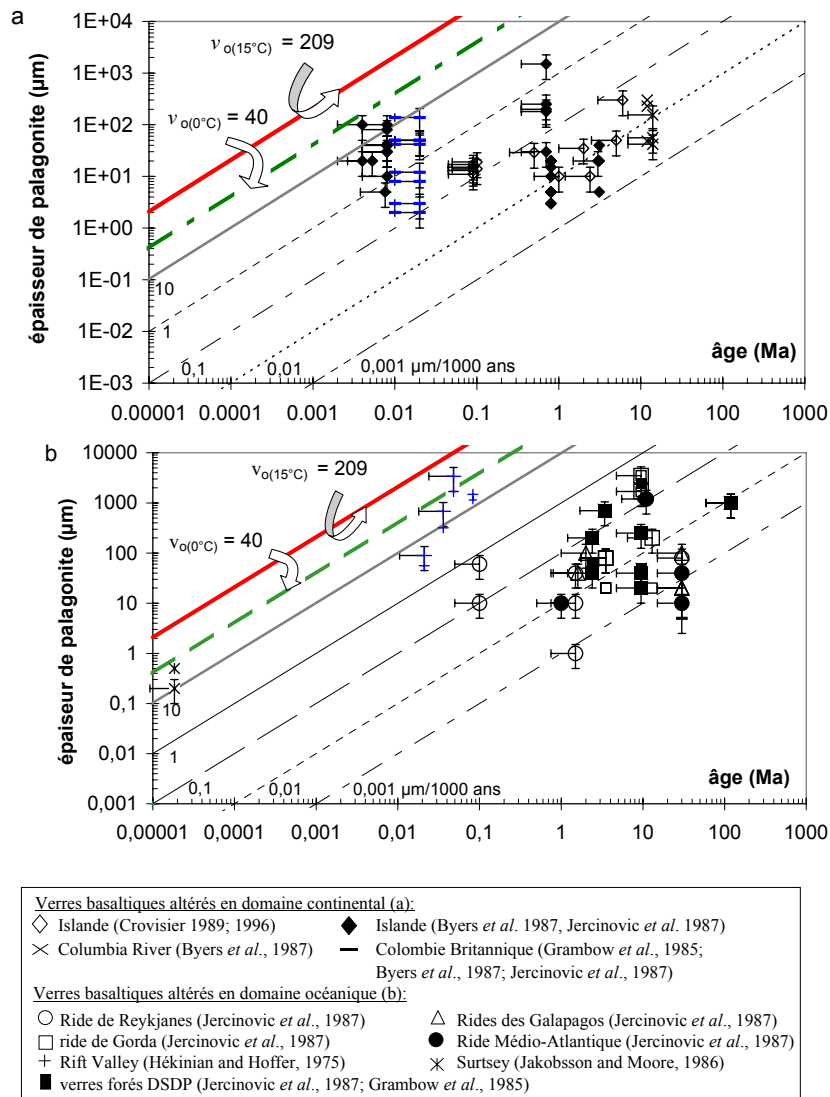 a
1E+04
1E+03
1E+02
1E+01
1E+00
1E-01
1E-02
1E-03
épaisseur de palagonite (µm)
v o(15°C) = 209
v o(0°C) = 40
10
1
0,1
0,01
0,001 µm/1000 ans
âge (Ma)
0.00001 0.0001 0.001 0.01 0.1 1 10 100 1000
b
10000
1000
100
10
1
0,1
0,01
0,001
épaiseur de palagonite (µm)
v o(15°C) = 209
v o(0°C) = 40
10
1
0,1
0,01
0,001 µm/1000 ans
âge (Ma)
0,00001 0,0001 0,001 0,01 0,1 1 10 100 1000
Verres basaltiques altérés en domaine continental (a):
Islande (Crovisier 1989; 1996) Islande (Byers et al. 1987, Jercinovic et al. 1987)
Columbia River (Byers et al., 1987) Colombie Britannique (Grambow et al., 1985;
Byers et al., 1987; Jercinovic et al., 1987)
Verres basaltiques altérés en domaine océanique (b):
Ride de Reykjanes (Jercinovic et al., 1987) Rides des Galapagos (Jercinovic et al., 1987)
ride de Gorda (Jercinovic et al., 1987) Ride Médio-Atlantique (Jercinovic et al., 1987)
Rift Valley (Hékinian and Hoffer, 1975) Surtsey (Jakobsson and Moore, 1986)
verres forés DSDP (Jercinovic et al., 1987; Grambow et al., 1985)